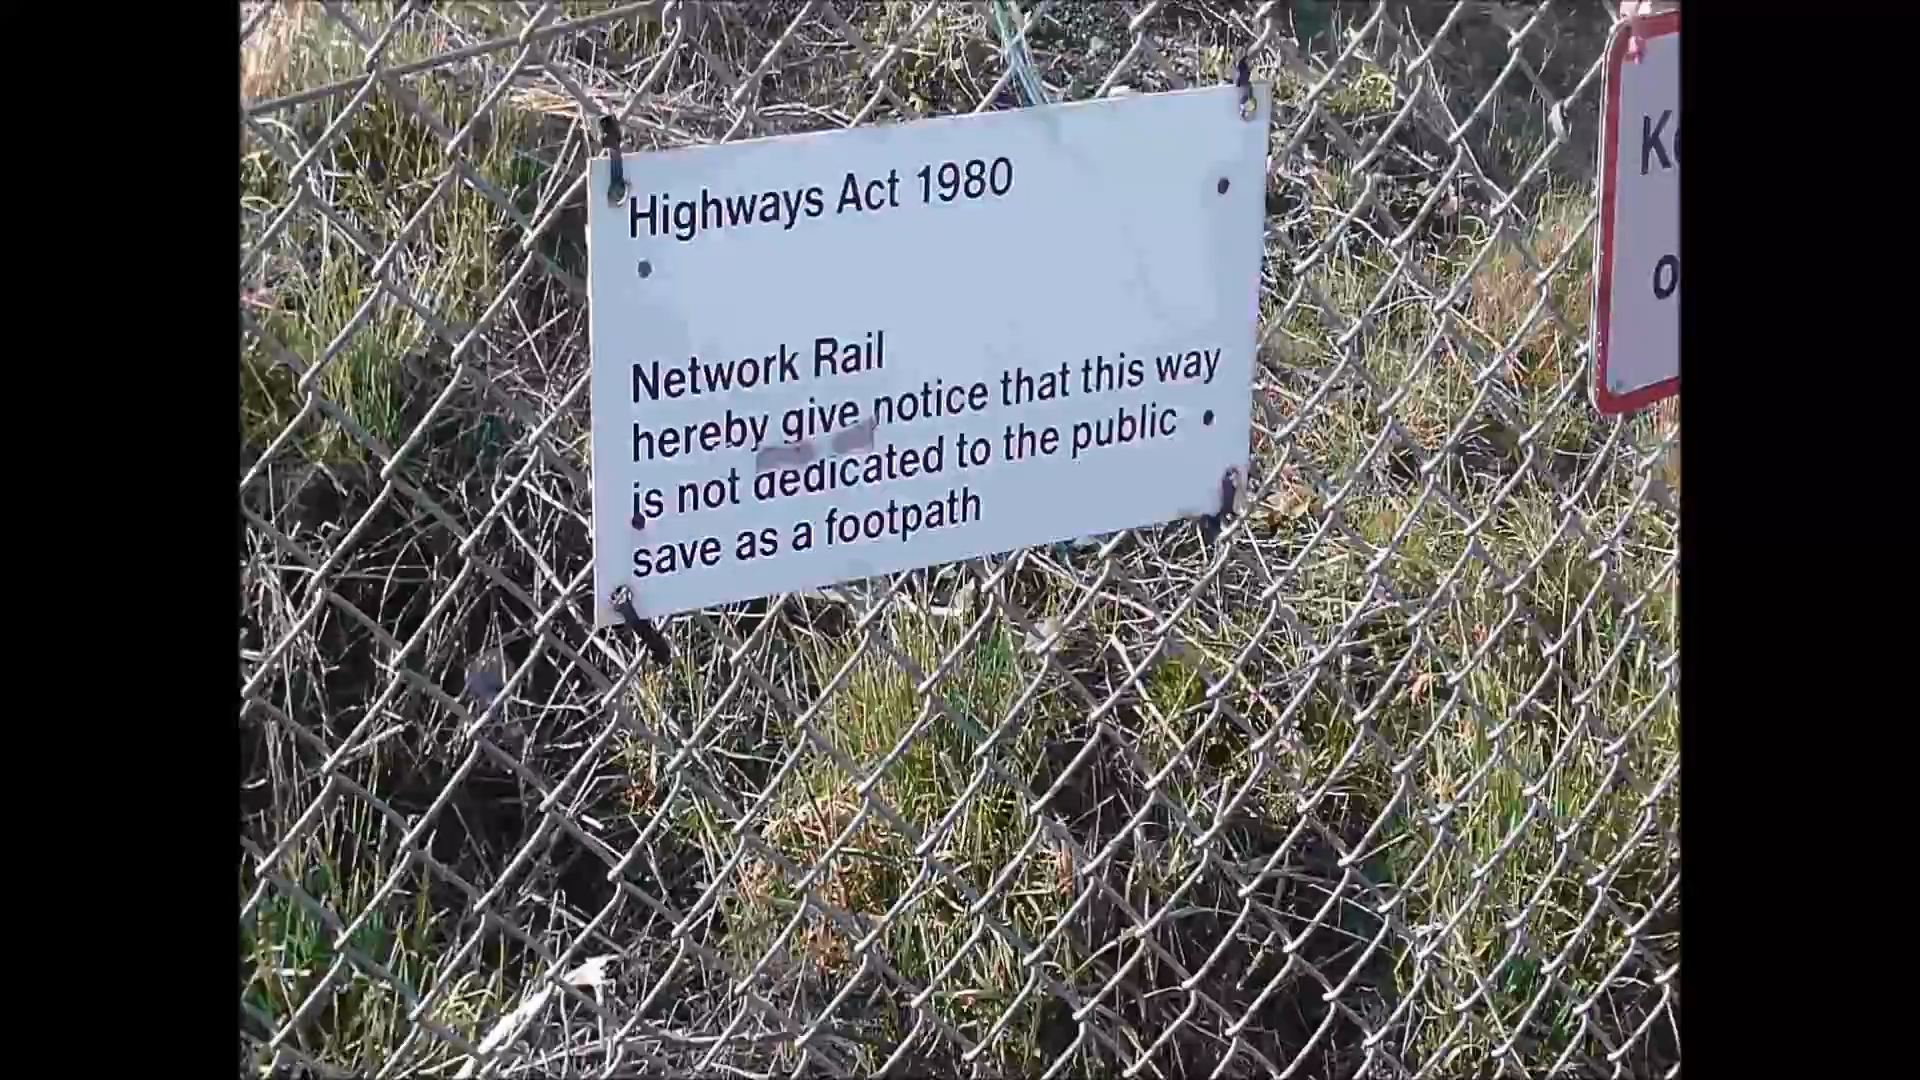 Highways Act 1980
Network Rail
hereby give notice that this way
is not dedicated to the public
save as a footpath